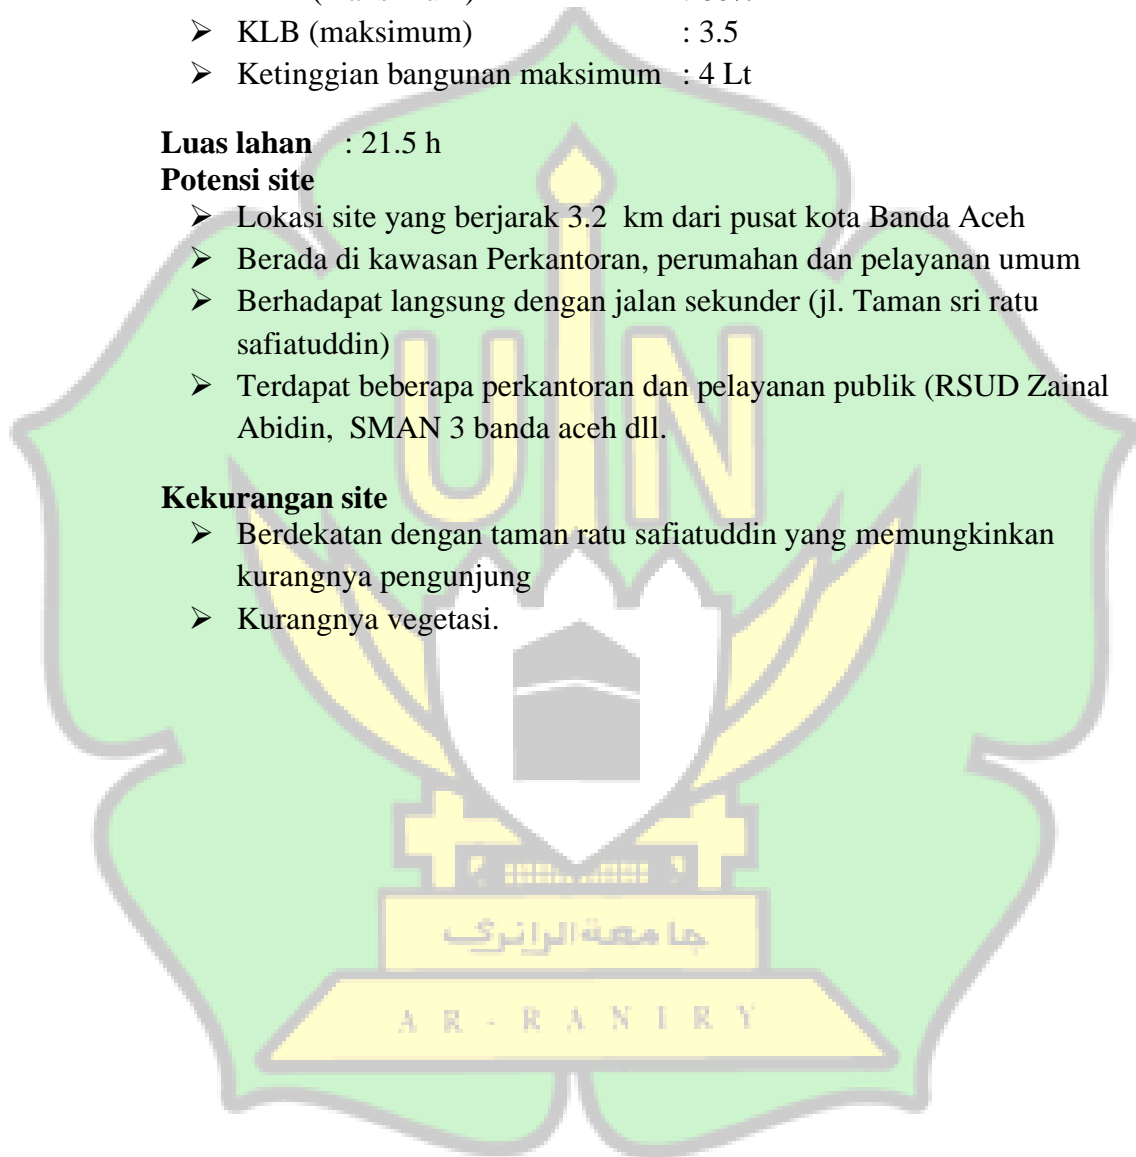 ➢ KLB (maksimum) : 3.5
➢ Ketinggian bangunan maksimum : 4 Lt
Luas lahan : 21.5 h
Potensi site
➢ Lokasi site yang berjarak 3.2 km dari pusat kota Banda Aceh
➢ Berada di kawasan Perkantoran, perumahan dan pelayanan umum
➢ Berhadapat langsung dengan jalan sekunder (jl. Taman sri ratu
safiatuddin)
➢ Terdapat beberapa perkantoran dan pelayanan publik (RSUD Zainal
Abidin, SMAN 3 banda aceh dll.
Kekurangan site
➢ Berdekatan dengan taman ratu safiatuddin yang memungkinkan
kurangnya pengunjung
➢ Kurangnya vegetasi.
UIN
جامعة الرانري
AR-RANIRY